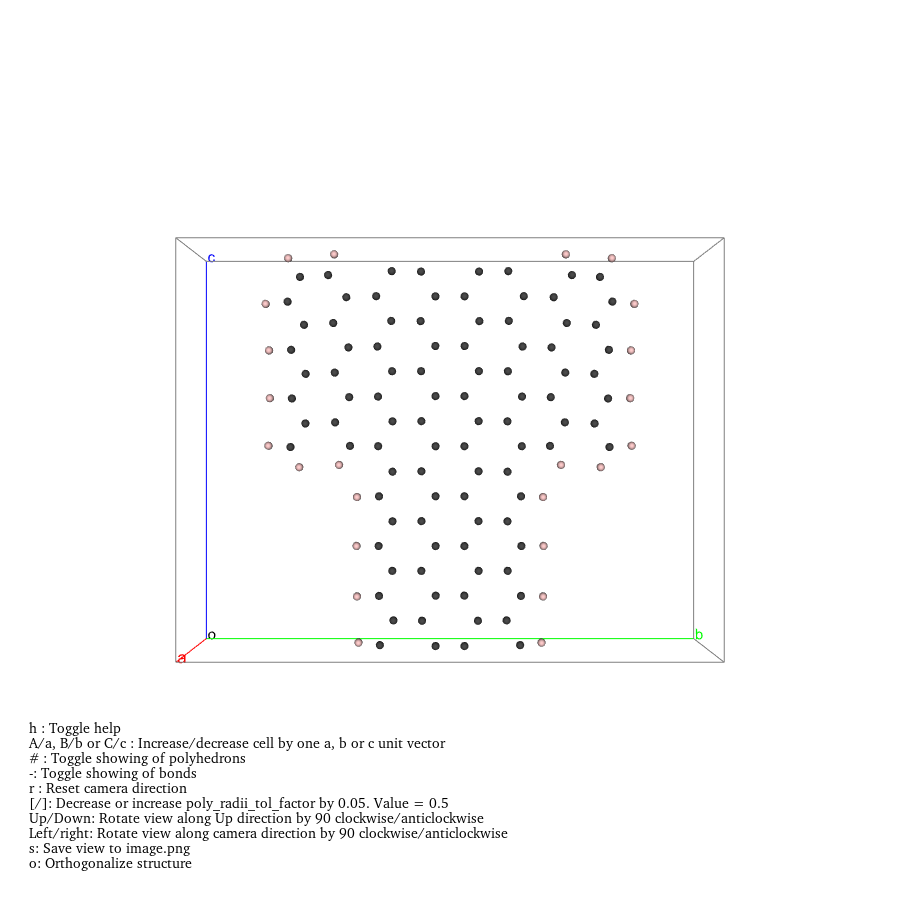 c
o
b
a
h : Toggle help
A/a, B/b or C/c : Increase/decrease cell by one a, b or c unit vector
# : Toggle showing of polyhedrons
-: Toggle showing of bonds
r : Reset camera direction
[/]: Decrease or increase poly_radii_tol_factor by 0.05. Value = 0.5
Up/Down: Rotate view along Up direction by 90 clockwise/anticlockwise
Left/right: Rotate view along camera direction by 90 clockwise/anticlockwise
s: Save view to image.png
o: Orthogonalize structure